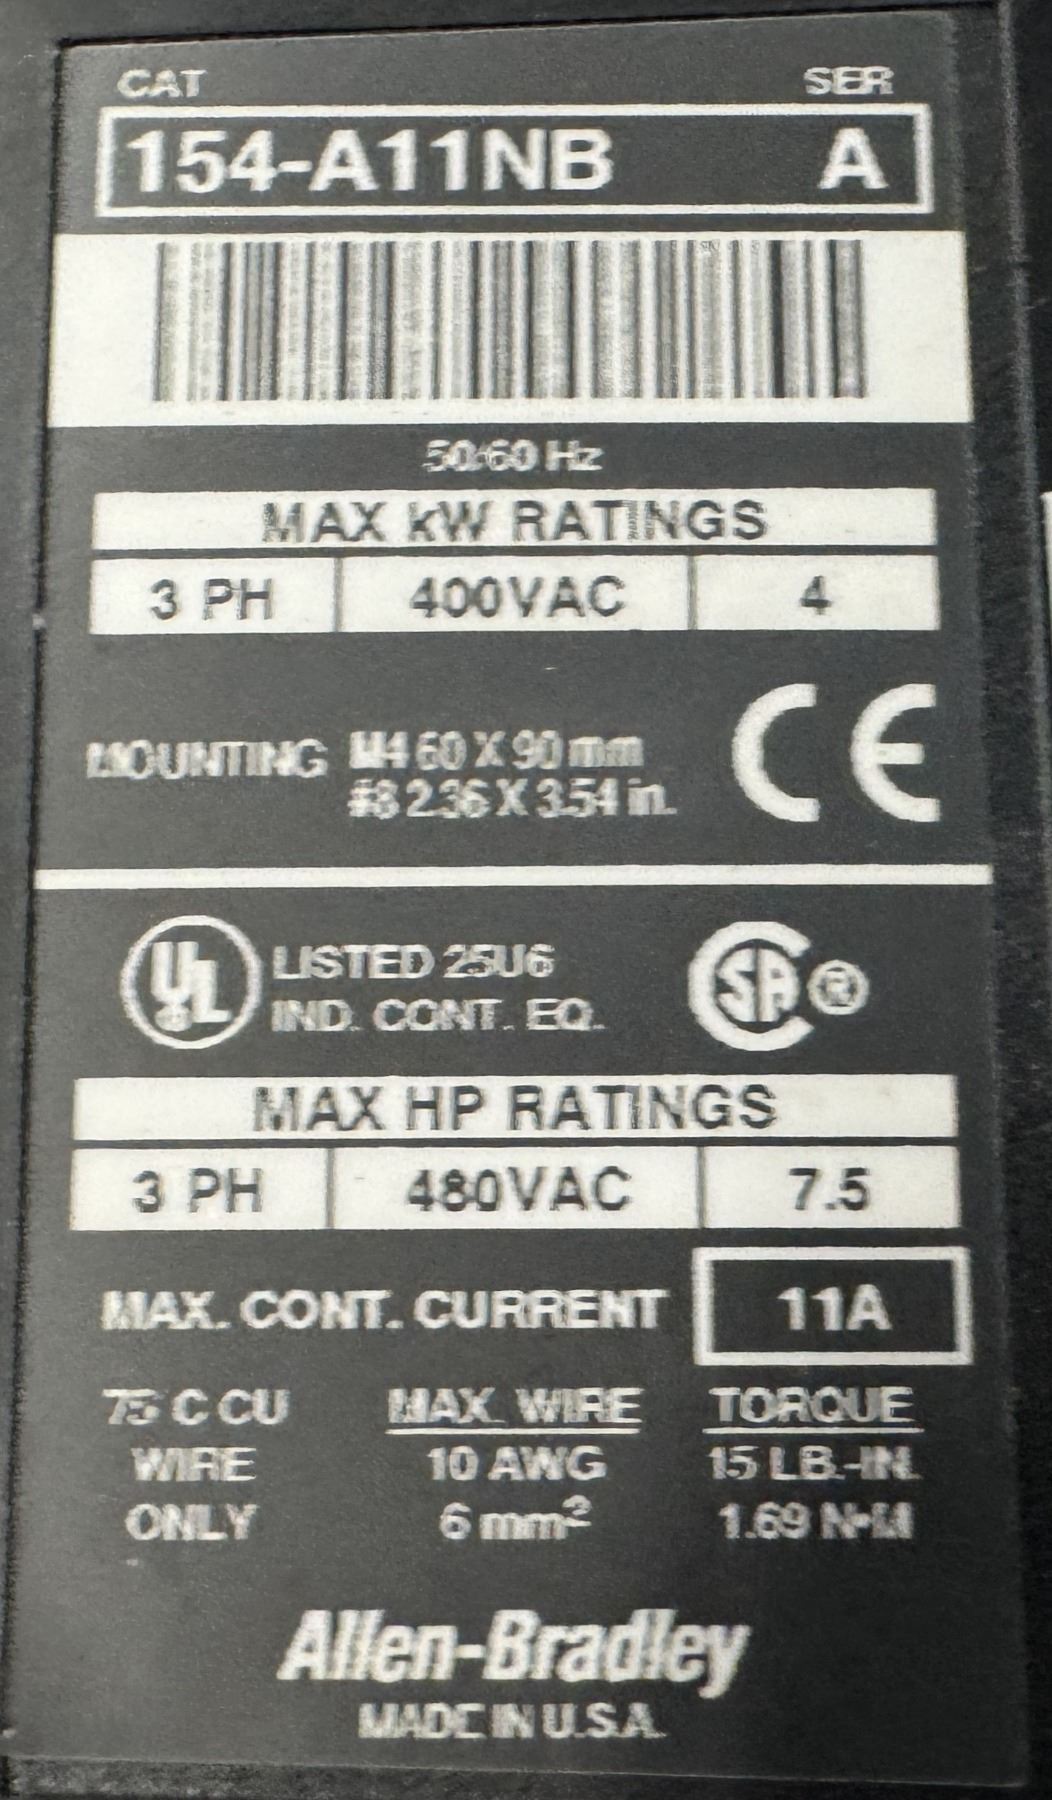 CAT SER
154-A11NB A
50/60 Hz
MAX kW RATINGS
3 PH 400VAC 4
MOUNTING M4 60 X 90 mm
#8 2.36 X 3.54 in.
CE
UL LISTED 25U6
IND. CONT. EQ.
SA ®
MAX HP RATINGS
3 PH 480VAC 7.5
MAX. CONT. CURRENT 11A
75 C CU MAX. WIRE TORQUE
WIRE 10 AWG 15 LB.-IN.
ONLY 6 mm² 1.69 N•M
Allen-Bradley
MADE IN U.S.A.